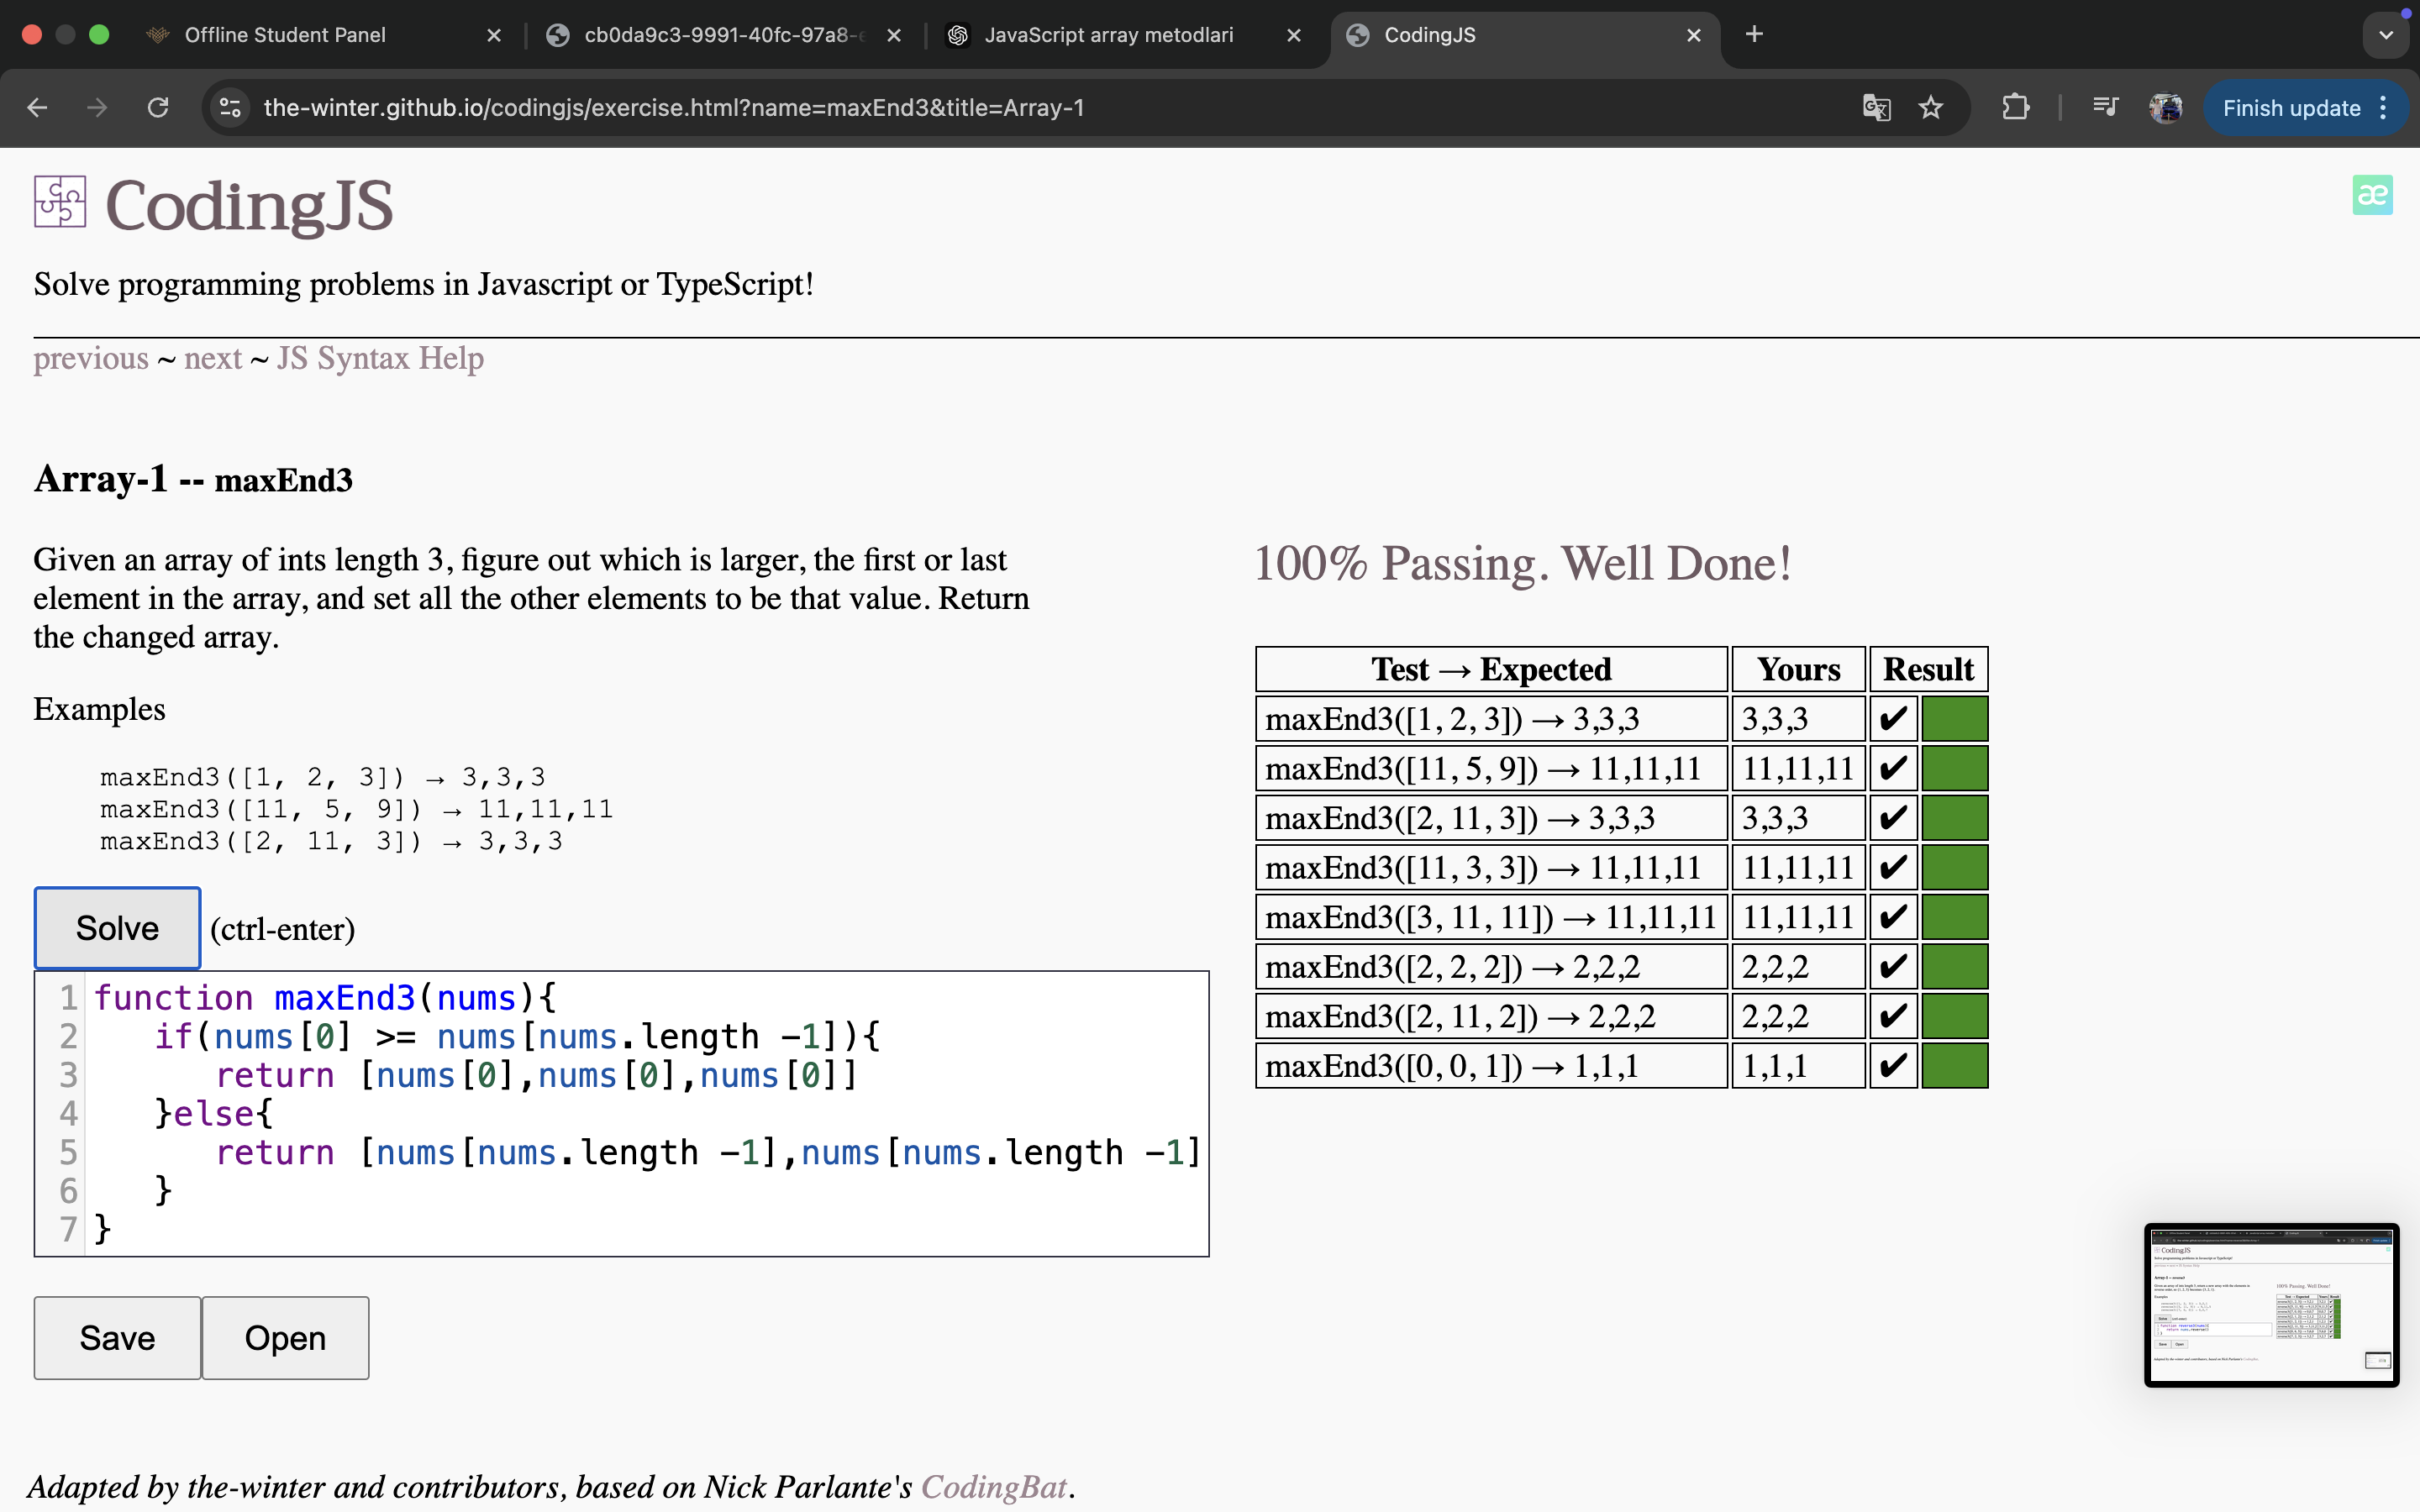 Offline Student Panel
cb0da9c3-9991-40fc-97a8-
JavaScript array metodlari
CodingJS
the-winter.github.io/codingjs/exercise.html?name=maxEnd3&title=Array-1
Finish update
CodingJS
æ
Solve programming problems in Javascript or TypeScript!
previous ~ next ~ JS Syntax Help
Array-1 -- maxEnd3
Given an array of ints length 3, figure out which is larger, the first or last
element in the array, and set all the other elements to be that value. Return
the changed array.
Examples
maxEnd3([1, 2, 3]) → 3,3,3
maxEnd3([11, 5, 9]) → 11,11,11
maxEnd3([2, 11, 3]) → 3,3,3
Solve (ctrl-enter)
1 function maxEnd3(nums){
2 if(nums[0] >= nums[nums.length -1]){
3 return [nums[0],nums[0],nums[0]]
4 }else{
5 return [nums[nums.length -1],nums[nums.length -1]
6 }
7 }
Save Open
100% Passing. Well Done!
Test → Expected Yours Result
maxEnd3([1, 2, 3]) → 3,3,3 3,3,3 ✔
maxEnd3([11, 5, 9]) → 11,11,11 11,11,11 ✔
maxEnd3([2, 11, 3]) → 3,3,3 3,3,3 ✔
maxEnd3([11, 3, 3]) → 11,11,11 11,11,11 ✔
maxEnd3([3, 11, 11]) → 11,11,11 11,11,11 ✔
maxEnd3([2, 2, 2]) → 2,2,2 2,2,2 ✔
maxEnd3([2, 11, 2]) → 2,2,2 2,2,2 ✔
maxEnd3([0, 0, 1]) → 1,1,1 1,1,1 ✔
CodingJS
100% Passing. Well Done!
Adapted by the-winter and contributors, based on Nick Parlante's CodingBat.